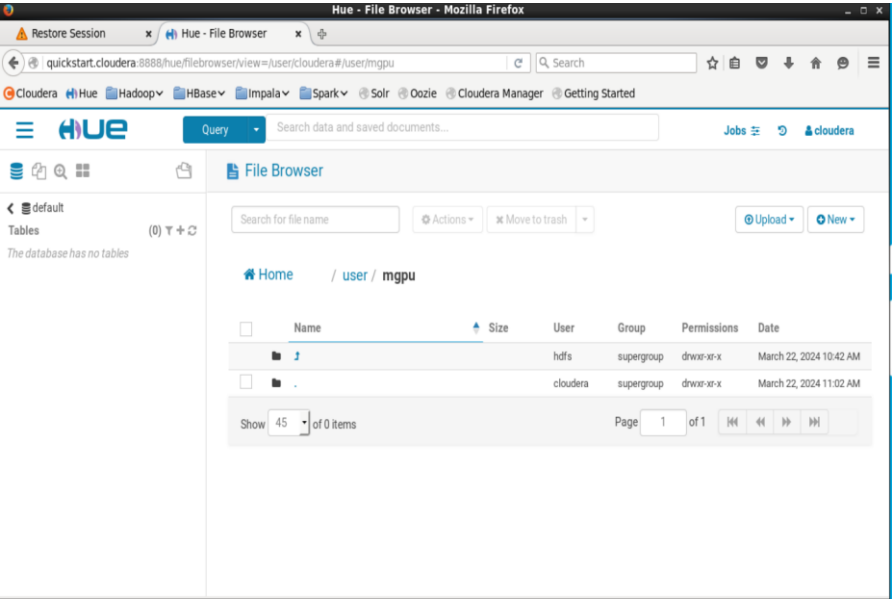 Hue - File Browser - Mozilla Firefox
Restore Session x Hue - File Browser x
quickstart.cloudera:8888/hue/filebrowser/view=/user/cloudera#/user/mgpu Search
Cloudera Hue Hadoop HBase Impala Spark Solr Oozie Cloudera Manager Getting Started
HUE Query Search data and saved documents... Jobs cloudera
File Browser
default
Tables (0)
The database has no tables
Search for file name Actions Move to trash Upload New
Home / user / mgpu
Name Size User Group Permissions Date
hdfs supergroup drwxr-xr-x March 22, 2024 10:42 AM
. cloudera supergroup drwxr-xr-x March 22, 2024 11:02 AM
Show 45 of 0 items Page 1 of 1